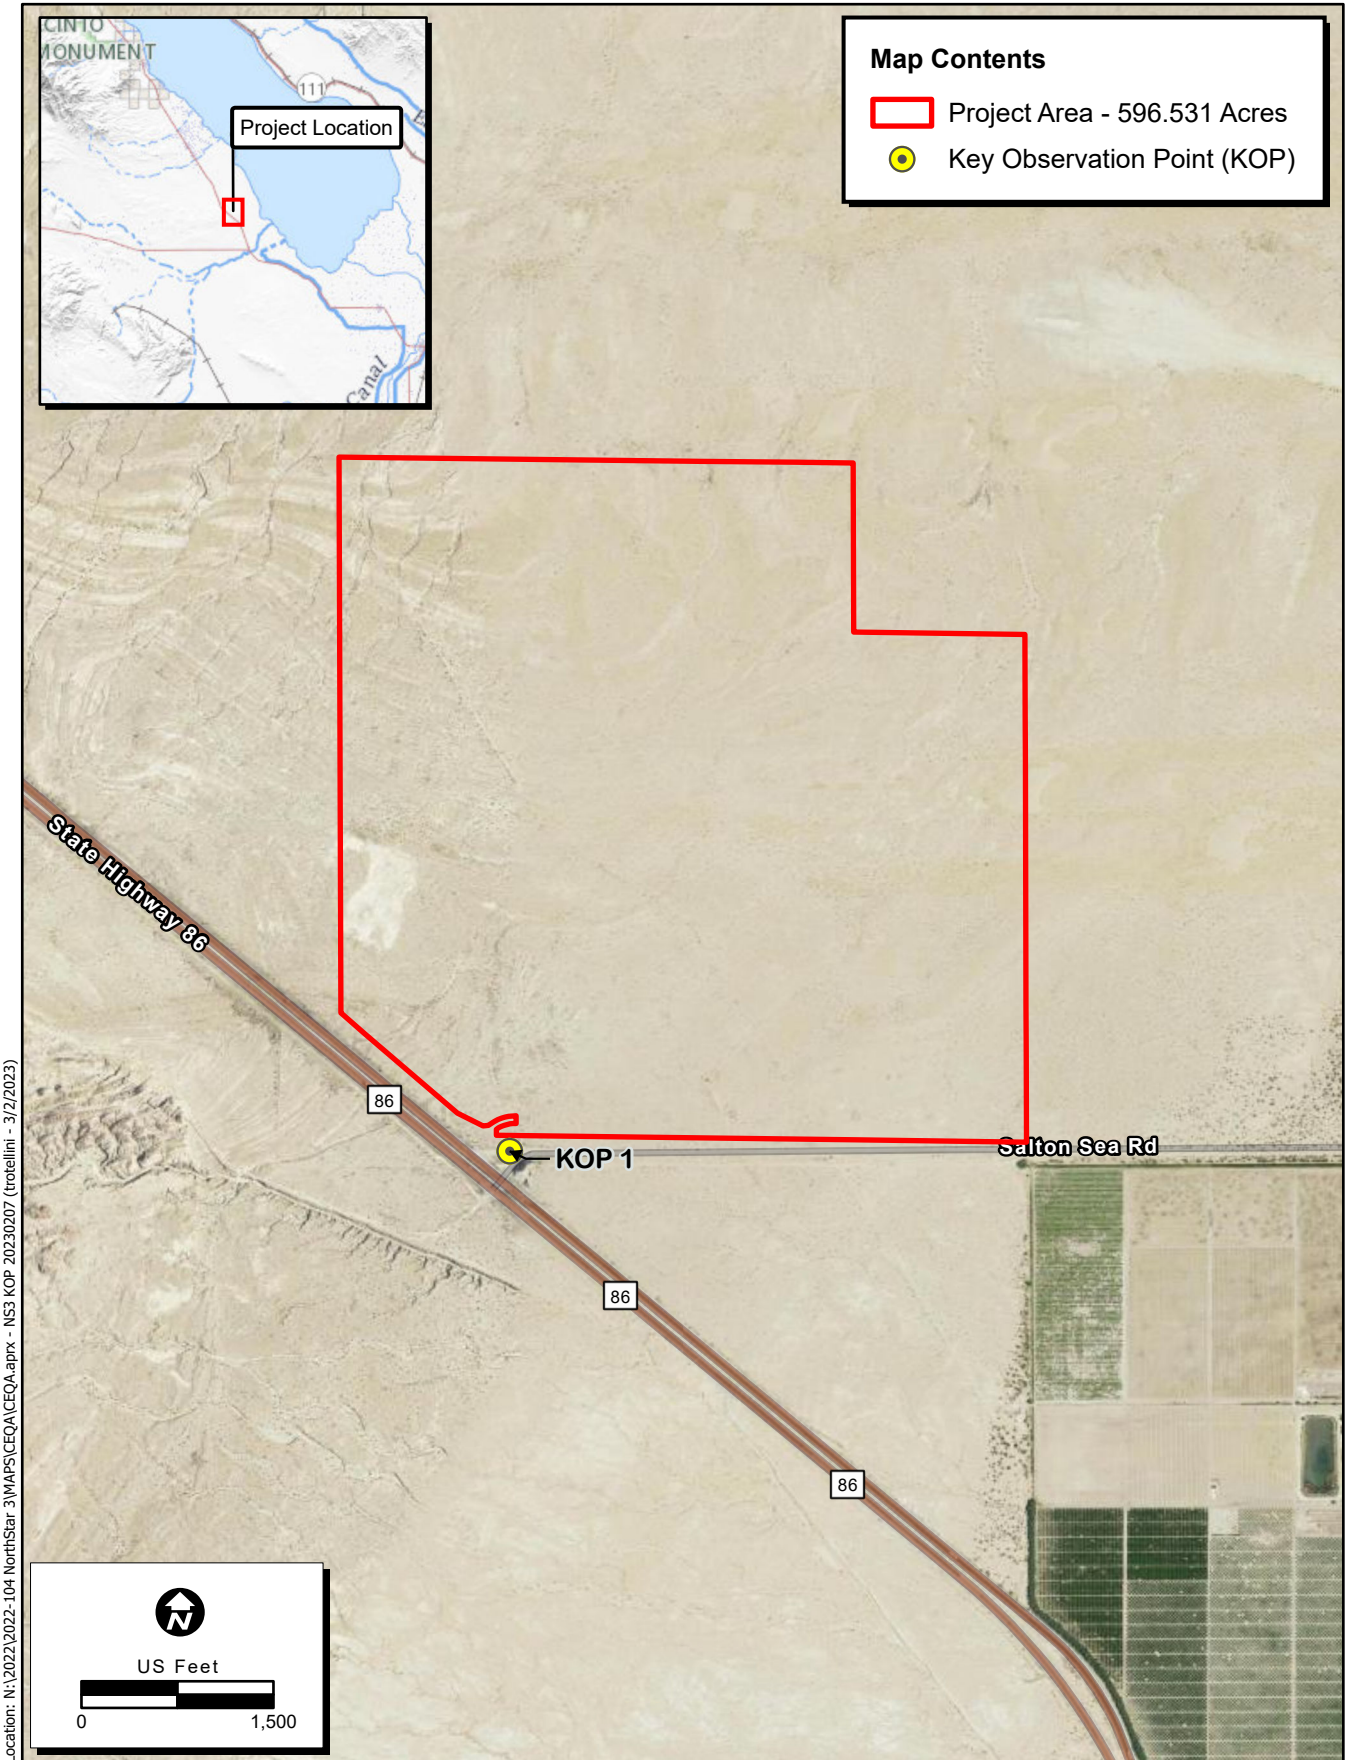 CINTO
MONUMENT
111
Project Location
Canal
Map Contents
Project Area - 596.531 Acres
Key Observation Point (KOP)
State Highway 86
86
KOP 1
Salton Sea Rd
86
86
N
US Feet
0 1,500
Location: N:\2022\2022-104 NorthStar 3\MAPS\CEQA\CEQA.aprx - NS3 KOP 20230207 (trotellini - 3/2/2023)